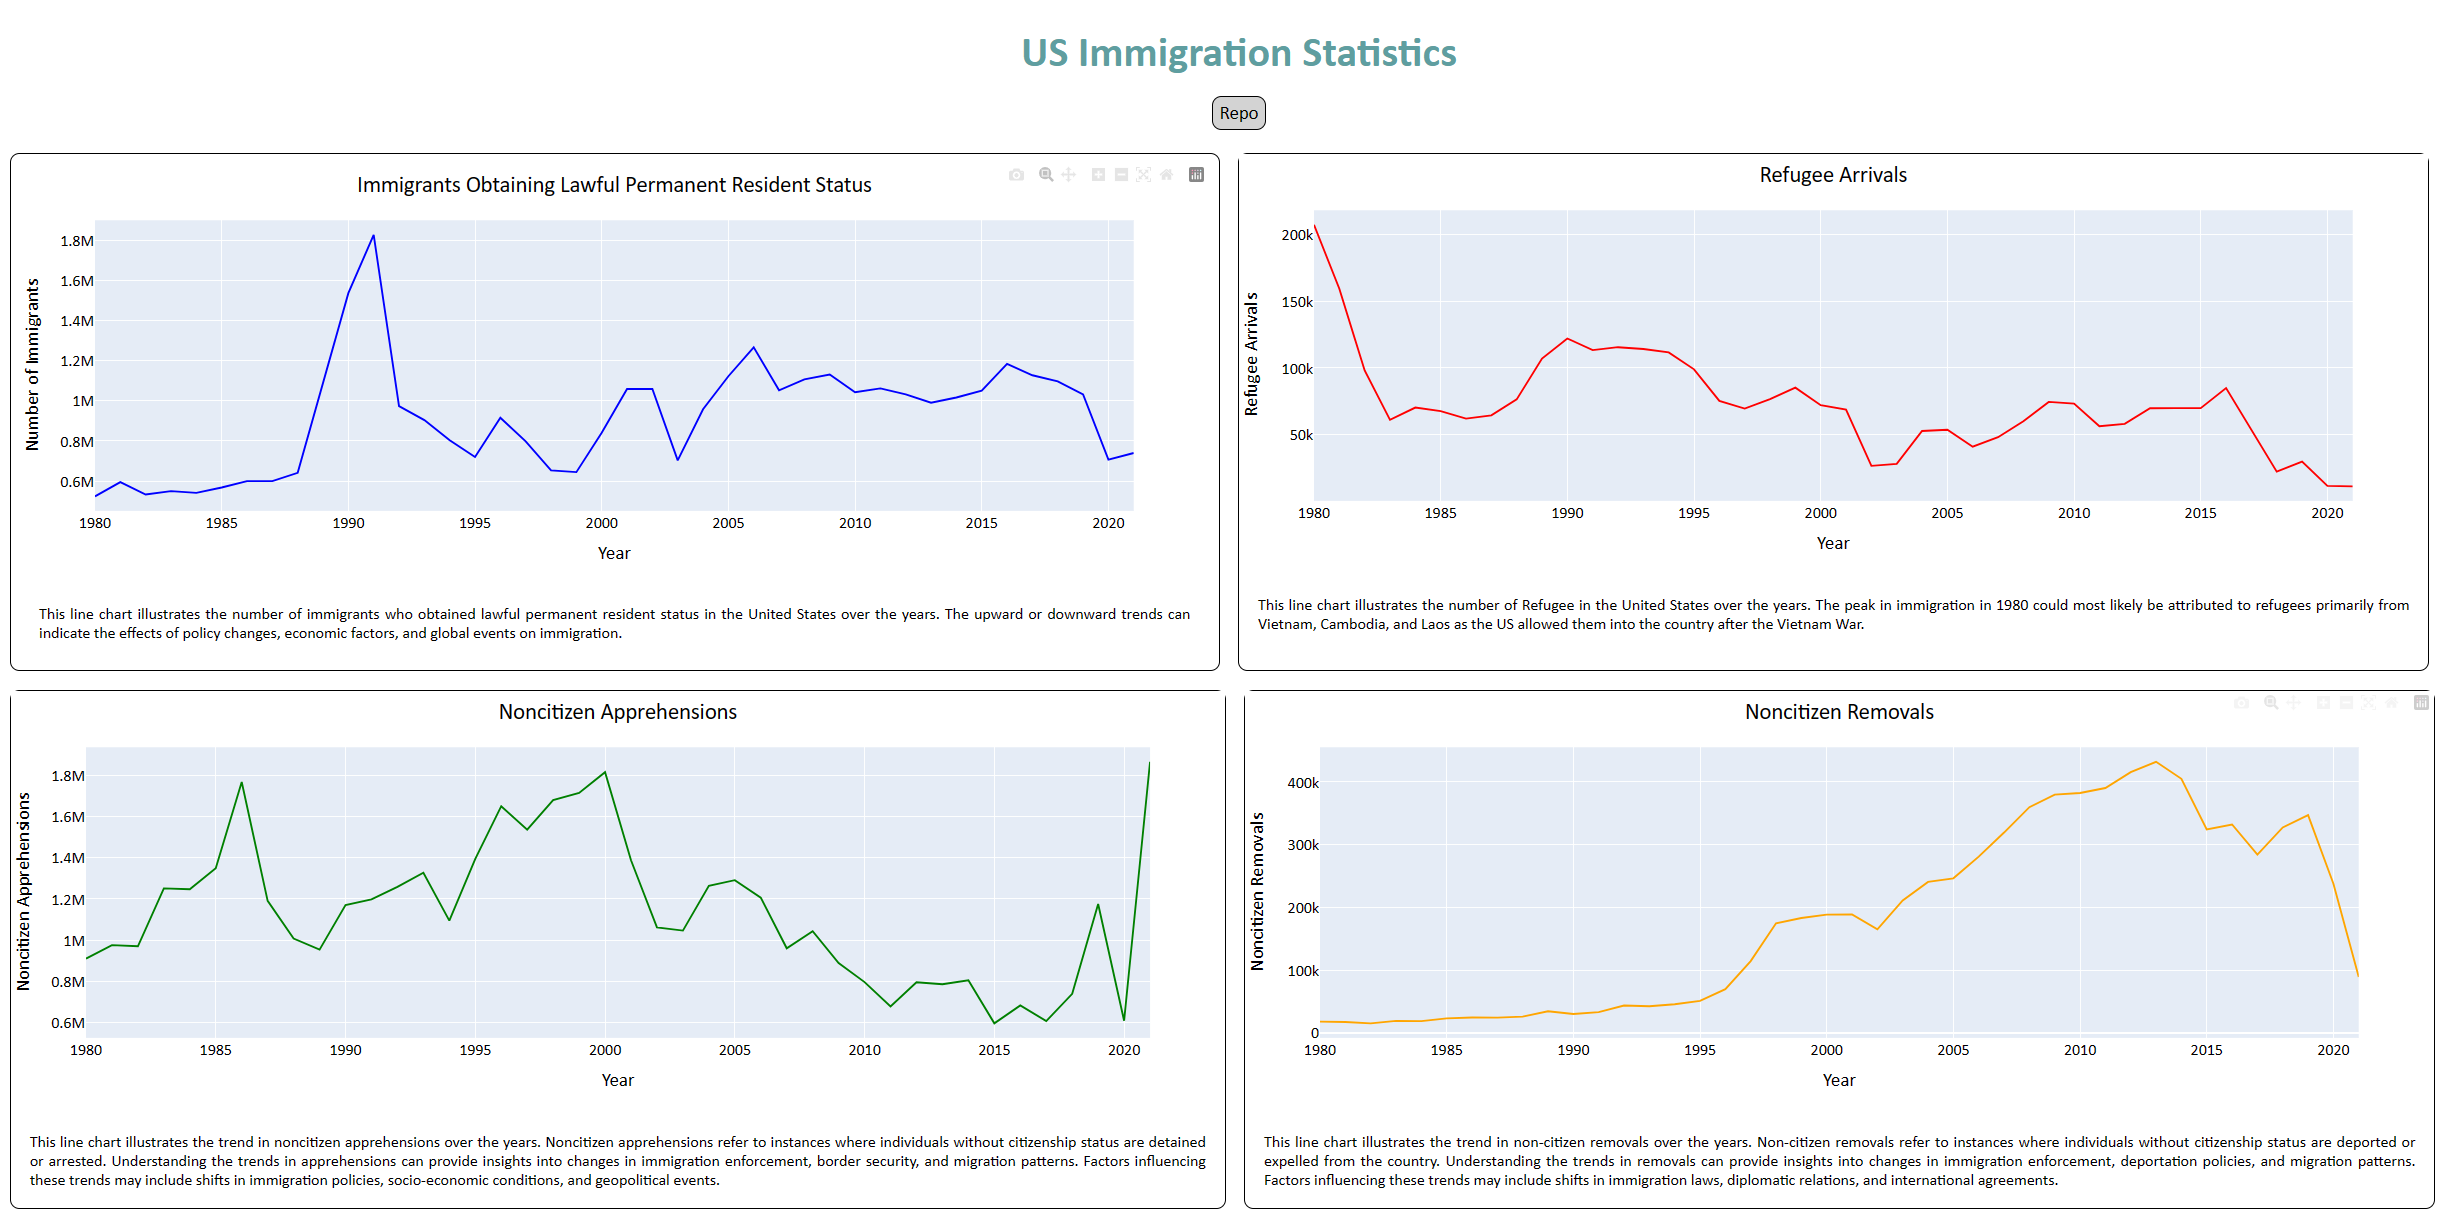 US Immigration Statistics
Repo
Immigrants Obtaining Lawful Permanent Resident Status
Number of Immigrants
1.8M
1.6M
1.4M
1.2M
1M
0.8M
0.6M
1980 1985 1990 1995 2000 2005 2010 2015 2020
Year
This line chart illustrates the number of immigrants who obtained lawful permanent resident status in the United States over the years. The upward or downward trends can
indicate the effects of policy changes, economic factors, and global events on immigration.
Refugee Arrivals
Refugee Arrivals
200k
150k
100k
50k
1980 1985 1990 1995 2000 2005 2010 2015 2020
Year
This line chart illustrates the number of Refugee in the United States over the years. The peak in immigration in 1980 could most likely be attributed to refugees primarily from
Vietnam, Cambodia, and Laos as the US allowed them into the country after the Vietnam War.
Noncitizen Apprehensions
Noncitizen Apprehensions
1.8M
1.6M
1.4M
1.2M
1M
0.8M
0.6M
1980 1985 1990 1995 2000 2005 2010 2015 2020
Year
This line chart illustrates the trend in noncitizen apprehensions over the years. Noncitizen apprehensions refer to instances where individuals without citizenship status are detained
or arrested. Understanding the trends in apprehensions can provide insights into changes in immigration enforcement, border security, and migration patterns. Factors influencing
these trends may include shifts in immigration policies, socio-economic conditions, and geopolitical events.
Noncitizen Removals
Noncitizen Removals
400k
300k
200k
100k
0
1980 1985 1990 1995 2000 2005 2010 2015 2020
Year
This line chart illustrates the trend in non-citizen removals over the years. Non-citizen removals refer to instances where individuals without citizenship status are deported or
expelled from the country. Understanding the trends in removals can provide insights into changes in immigration enforcement, deportation policies, and migration patterns.
Factors influencing these trends may include shifts in immigration laws, diplomatic relations, and international agreements.